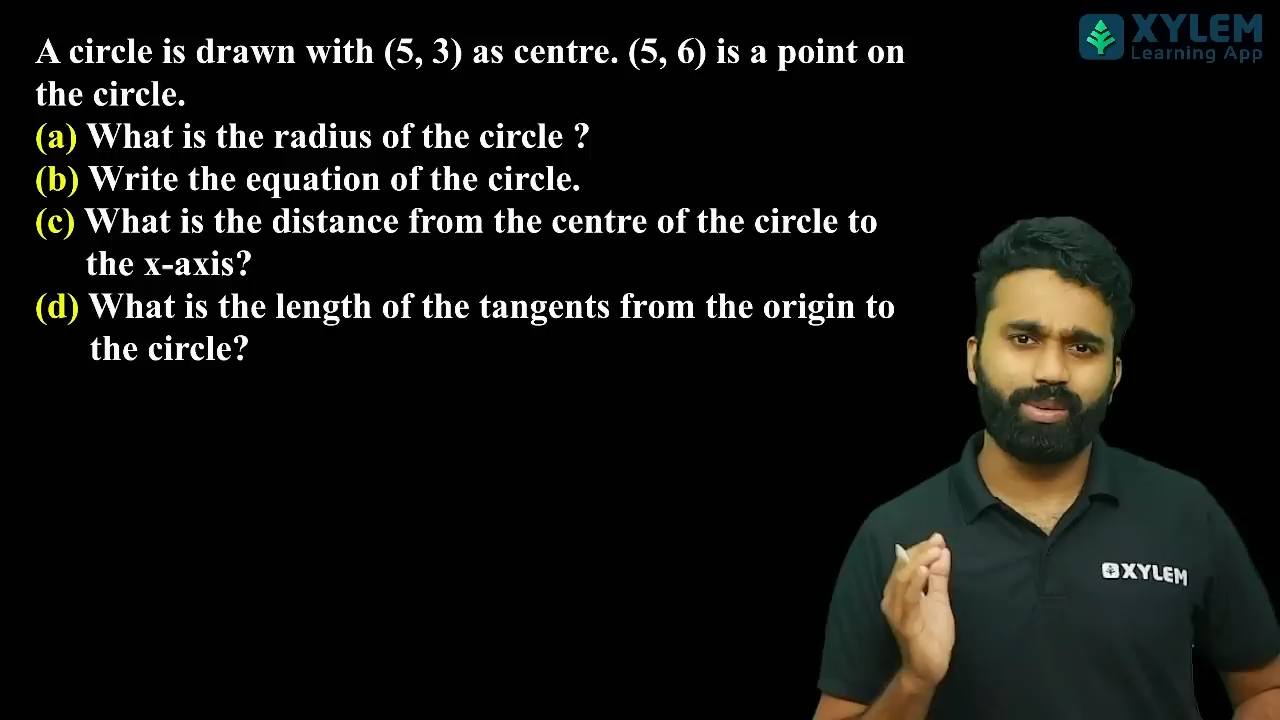 XYLEM
Learning App
A circle is drawn with (5, 3) as centre. (5, 6) is a point on
the circle.
(a) What is the radius of the circle ?
(b) Write the equation of the circle.
(c) What is the distance from the centre of the circle to
the x-axis?
(d) What is the length of the tangents from the origin to
the circle?
XYLEM